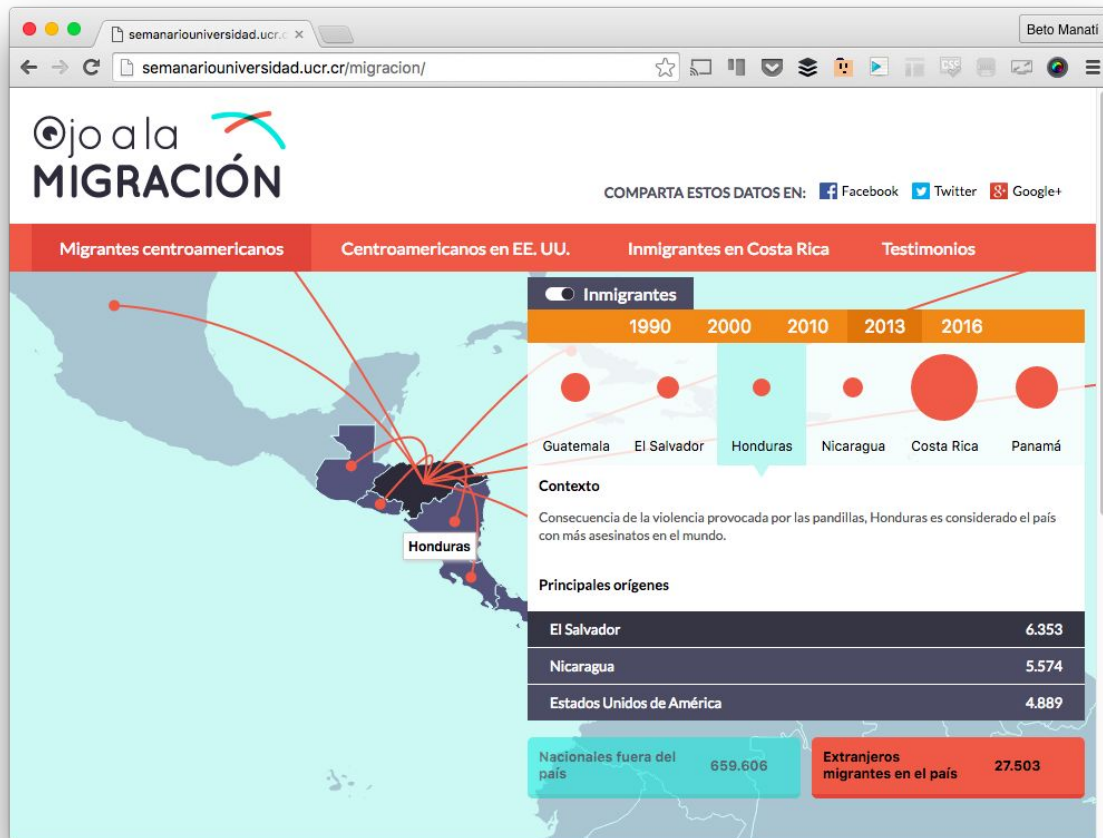 semanariouniversidad.ucr.c
Beto Manati
semanariouniversidad.ucr.cr/migracion/
Ojo a la
MIGRACIÓN
COMPARTA ESTOS DATOS EN: Facebook Twitter Google+
Migrantes centroamericanos Centroamericanos en EE. UU. Inmigrantes en Costa Rica Testimonios
Inmigrantes
1990 2000 2010 2013 2016
Guatemala El Salvador Honduras Nicaragua Costa Rica Panamá
Contexto
Consecuencia de la violencia provocada por las pandillas, Honduras es considerado el país
con más asesinatos en el mundo.
Honduras
Principales orígenes
El Salvador 6.353
Nicaragua 5.574
Estados Unidos de América 4.889
Nacionales fuera del
país 659.606
Extranjeros
migrantes en el país 27.503